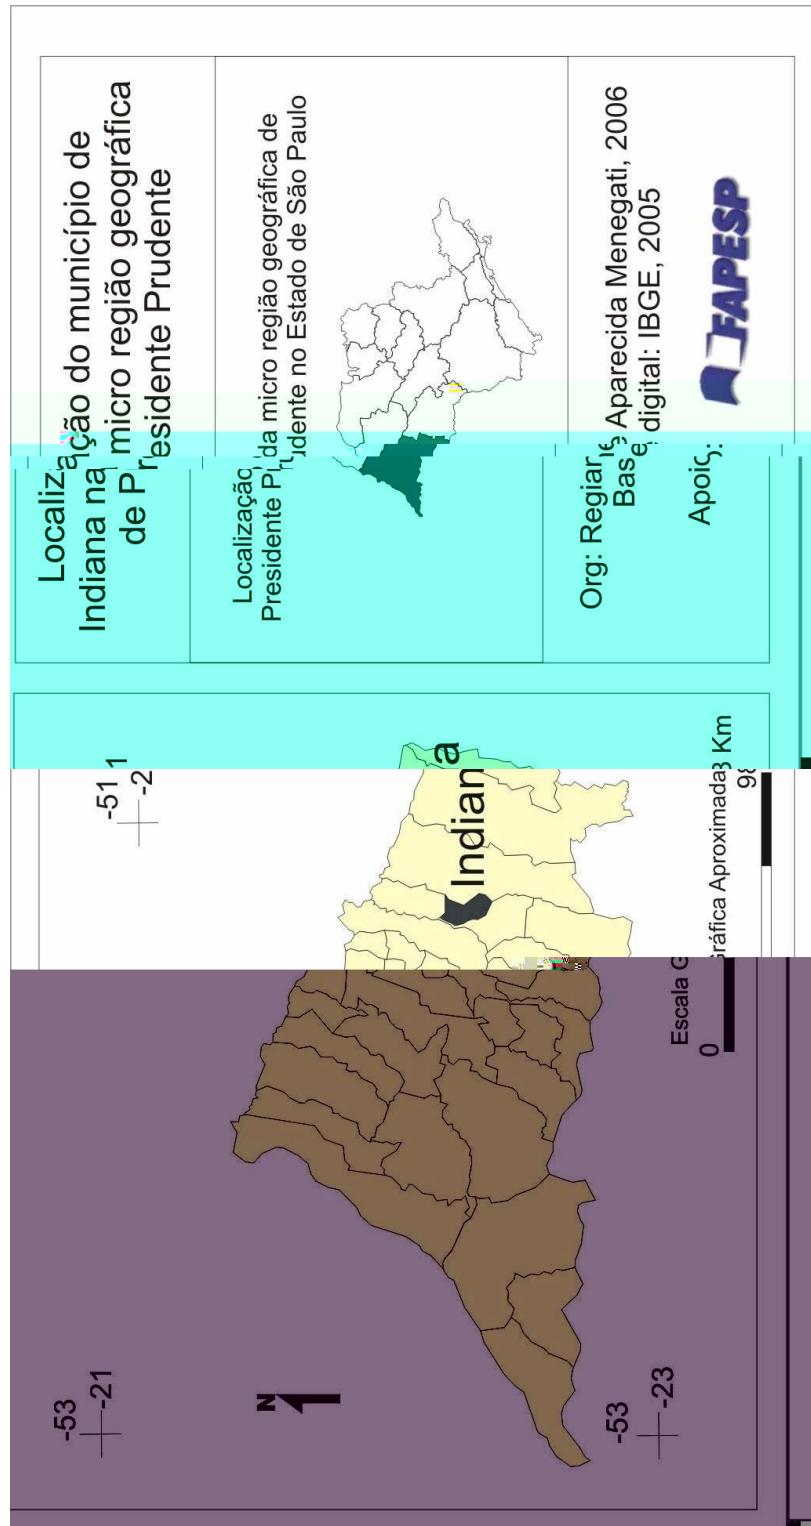 Localização do município de
Indiana na micro região geográfica
de Presidente Prudente
Localização da micro região geográfica de
Presidente Prudente no Estado de São Paulo
Org: Regiane Aparecida Menegati, 2006
Base digital: IBGE, 2005
Apoio:
FAPESP
-53
-21
N
-53
-23
Indiana
-51
Escala Gráfica Aproximada
0
98
Km